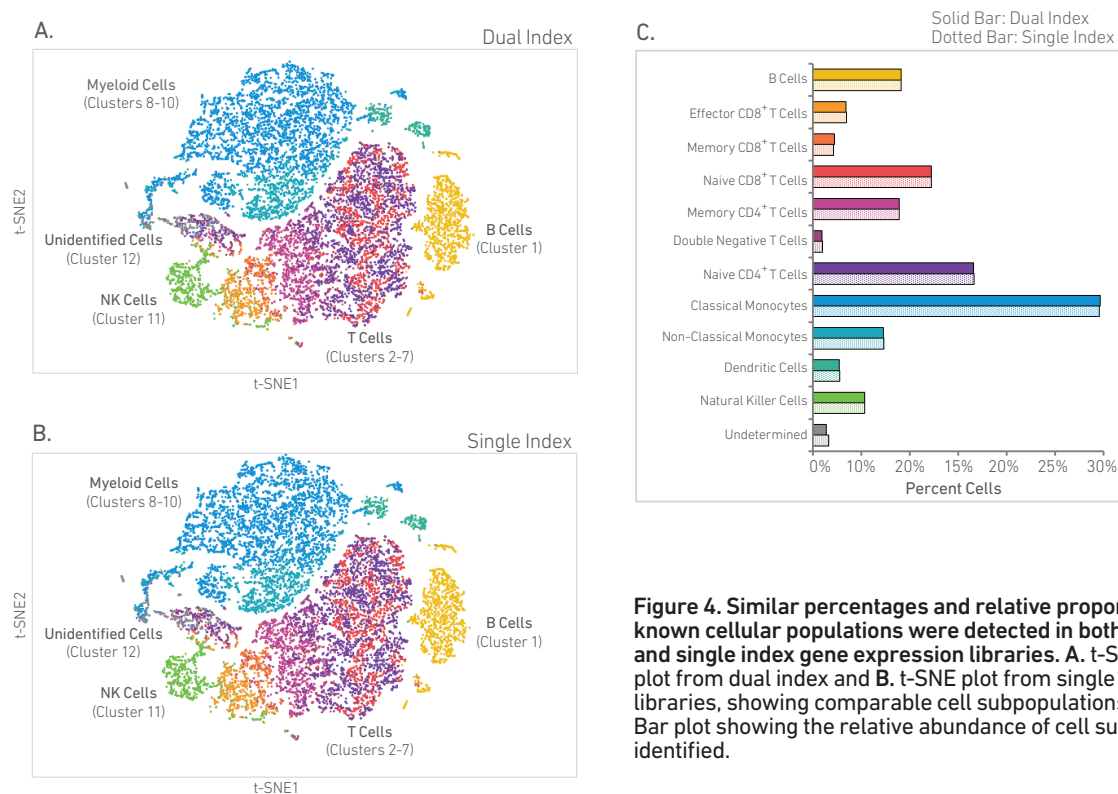 A.
Dual Index
Myeloid Cells
(Clusters 8-10)
Unidentified Cells
(Cluster 12)
NK Cells
(Cluster 11)
B Cells
(Cluster 1)
T Cells
(Clusters 2-7)
t-SNE2
t-SNE1
B.
Single Index
Myeloid Cells
(Clusters 8-10)
Unidentified Cells
(Cluster 12)
NK Cells
(Cluster 11)
B Cells
(Cluster 1)
T Cells
(Clusters 2-7)
t-SNE2
t-SNE1
C.
Solid Bar: Dual Index
Dotted Bar: Single Index
B Cells
Effector CD8⁺ T Cells
Memory CD8⁺ T Cells
Naive CD8⁺ T Cells
Memory CD4⁺ T Cells
Double Negative T Cells
Naive CD4⁺ T Cells
Classical Monocytes
Non-Classical Monocytes
Dendritic Cells
Natural Killer Cells
Undetermined
0% 10% 20% 15% 20% 25% 30%
Percent Cells
Figure 4. Similar percentages and relative
known cellular populations were detected in both
and single index gene expression libraries. A.
plot from dual index and B. t-SNE plot from single
libraries, showing comparable cell
Bar plot showing the relative abundance of cell
identified.